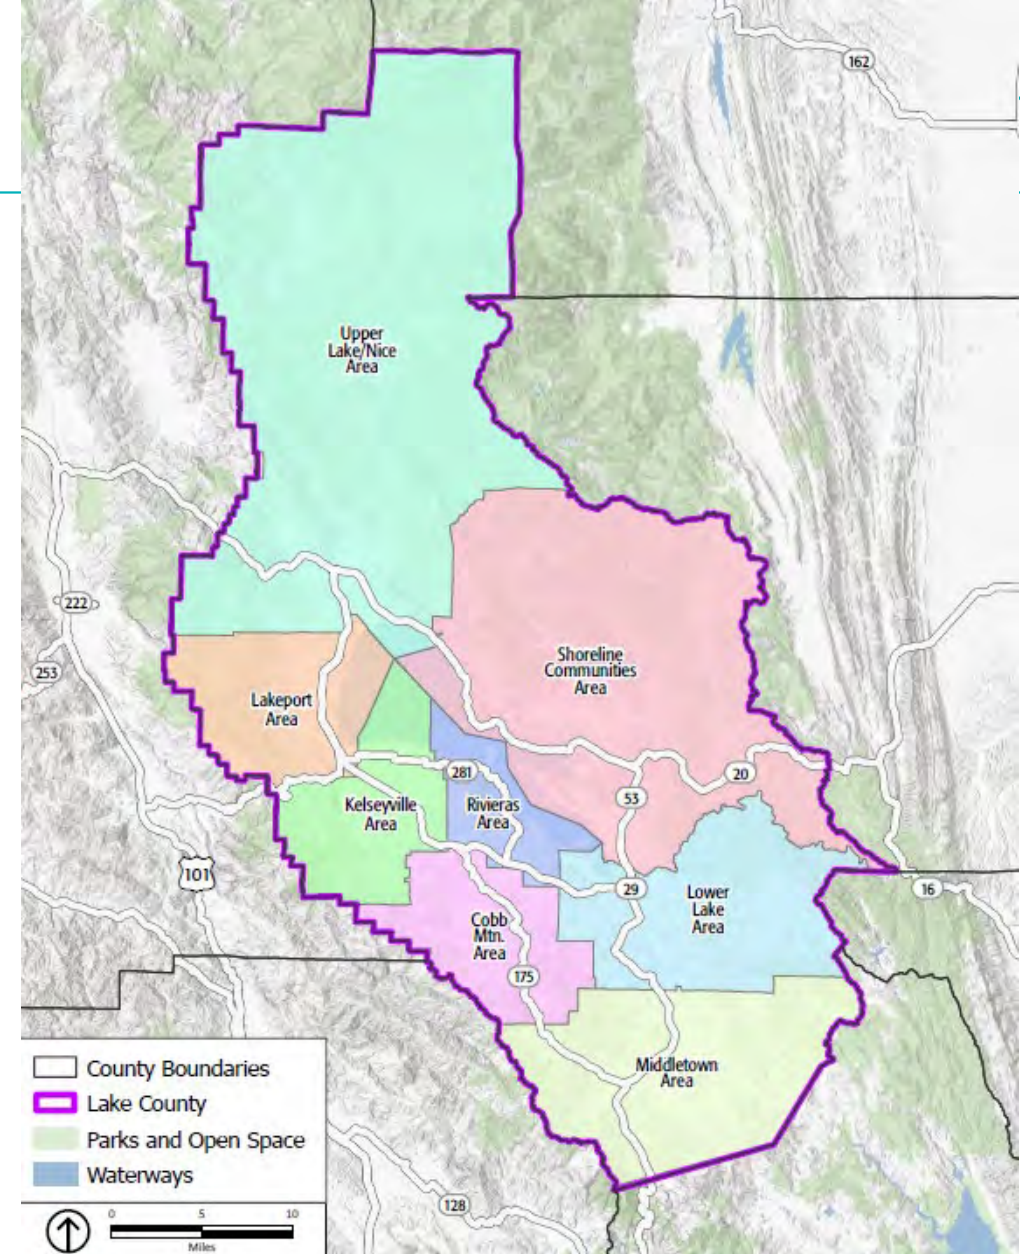 162
Upper
Lake/Nice
Area
222
253
Shoreline
Communities
Area
Lakeport
Area
281
20
53
Kelseyville
Area
Rivieras
Area
101
29
16
Lower
Lake
Area
Cobb
Mtn.
Area
175
Middletown
Area
128
County Boundaries
Lake County
Parks and Open Space
Waterways
0 5 10
Miles